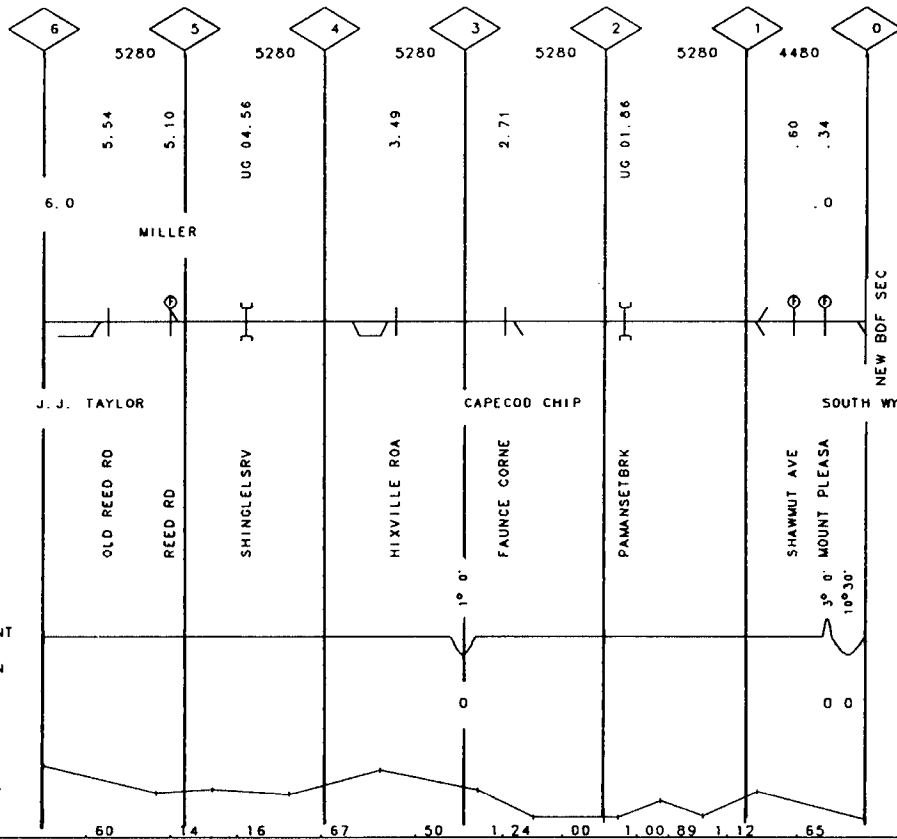 6 5 4 3 2 1 0
5280 5280 5280 5280 5280 4480
5.54
5.10
UG 04.56
3.49
2.71
UG 01.86
.60
.34
6.0
.0
MILLER
F
F
F
NEW BDF SEC
J.J. TAYLOR
CAPECOD CHIP
SOUTH WY
OLD REED RD
REED RD
SHINGLELSRV
HIXVILLE ROA
FAUNCE CORNE
PAMANSETBRK
SHAWMUT AVE
MOUNT PLEASA
1° 0'
3° 0'
10°30'
NT
N
0 0 0
.60 .14 .16 .67 .50 1.24 .00 1.00 .89 1.12 .65